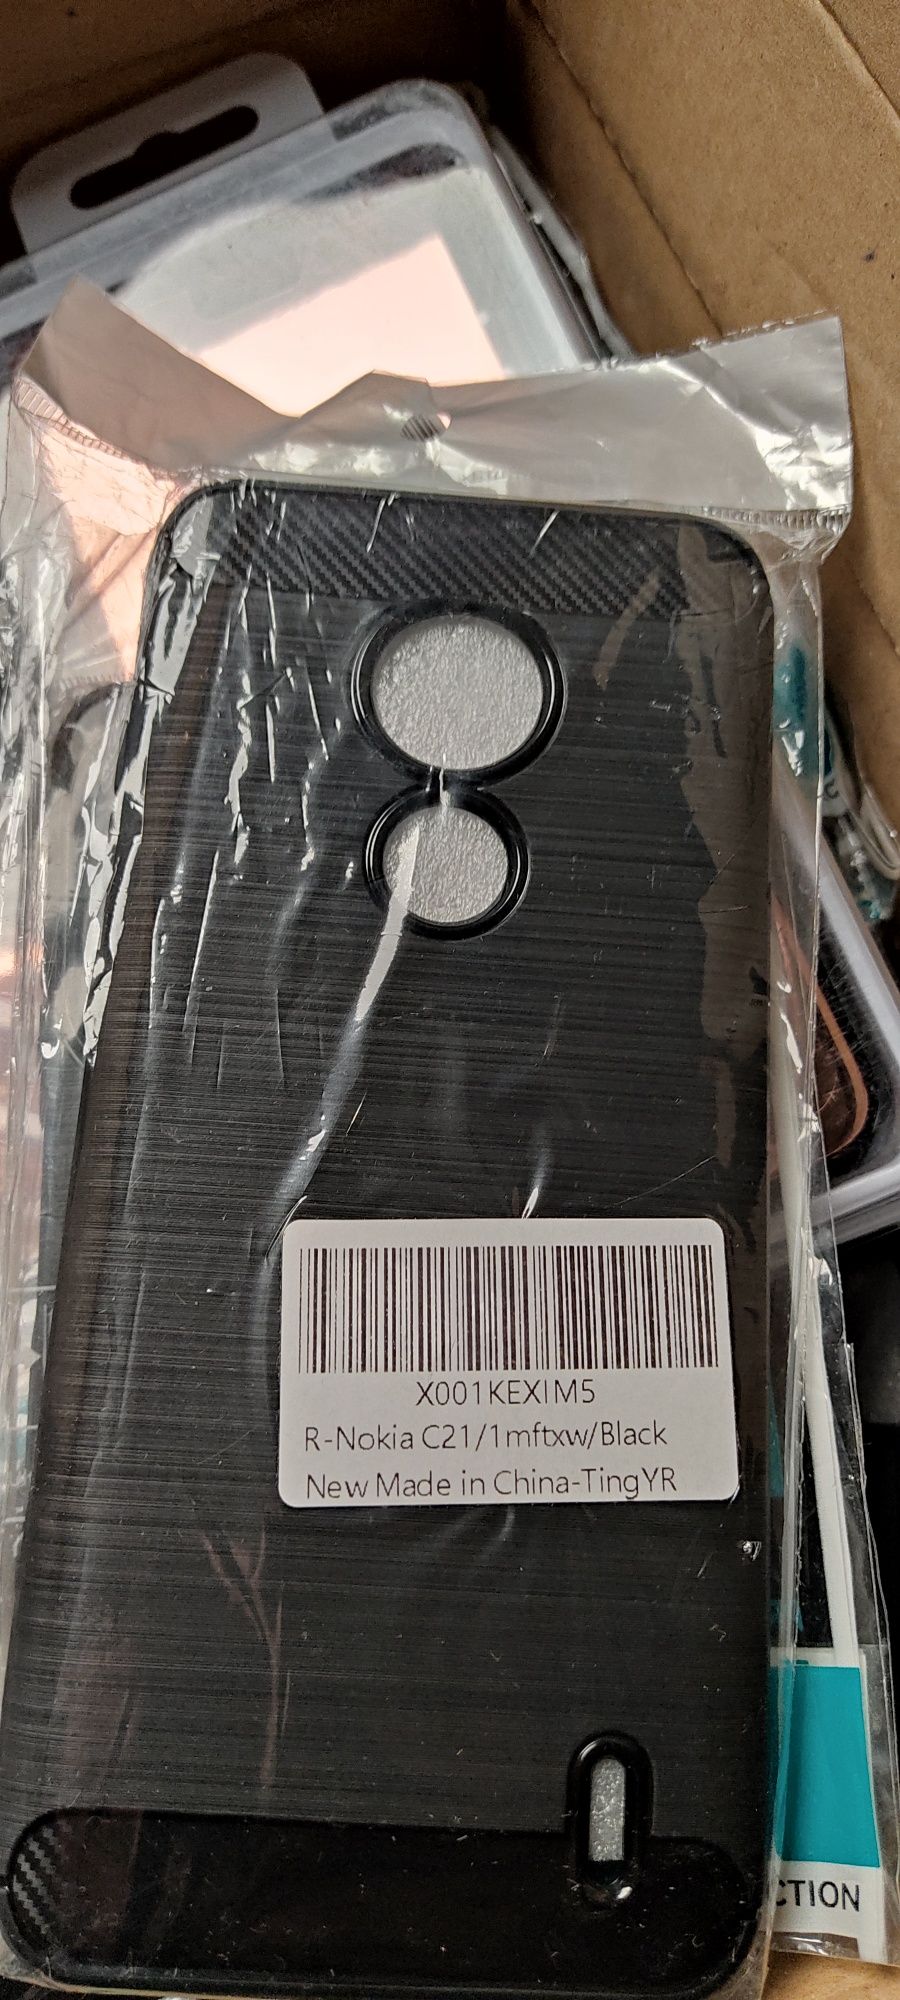 X001KEXIM5
R-Nokia C21/1mftxw/Black
New Made in China-TingYR
CTION